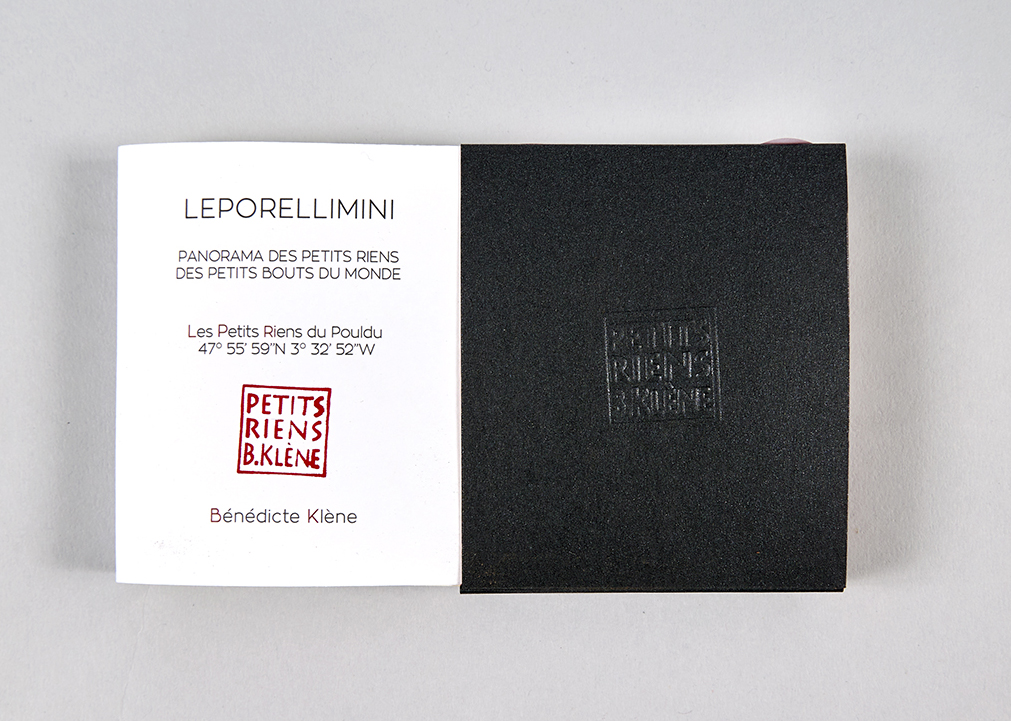 LEPORELLIMINI
PANORAMA DES PETITS RIENS
DES PETITS BOUTS DU MONDE
Les Petits Riens du Pouldu
47° 55' 59"N 3° 32' 52"W
PETITS
RIENS
B.KLÈNE
Bénédicte Klène
PETITS
RIENS
B.KLÈNE